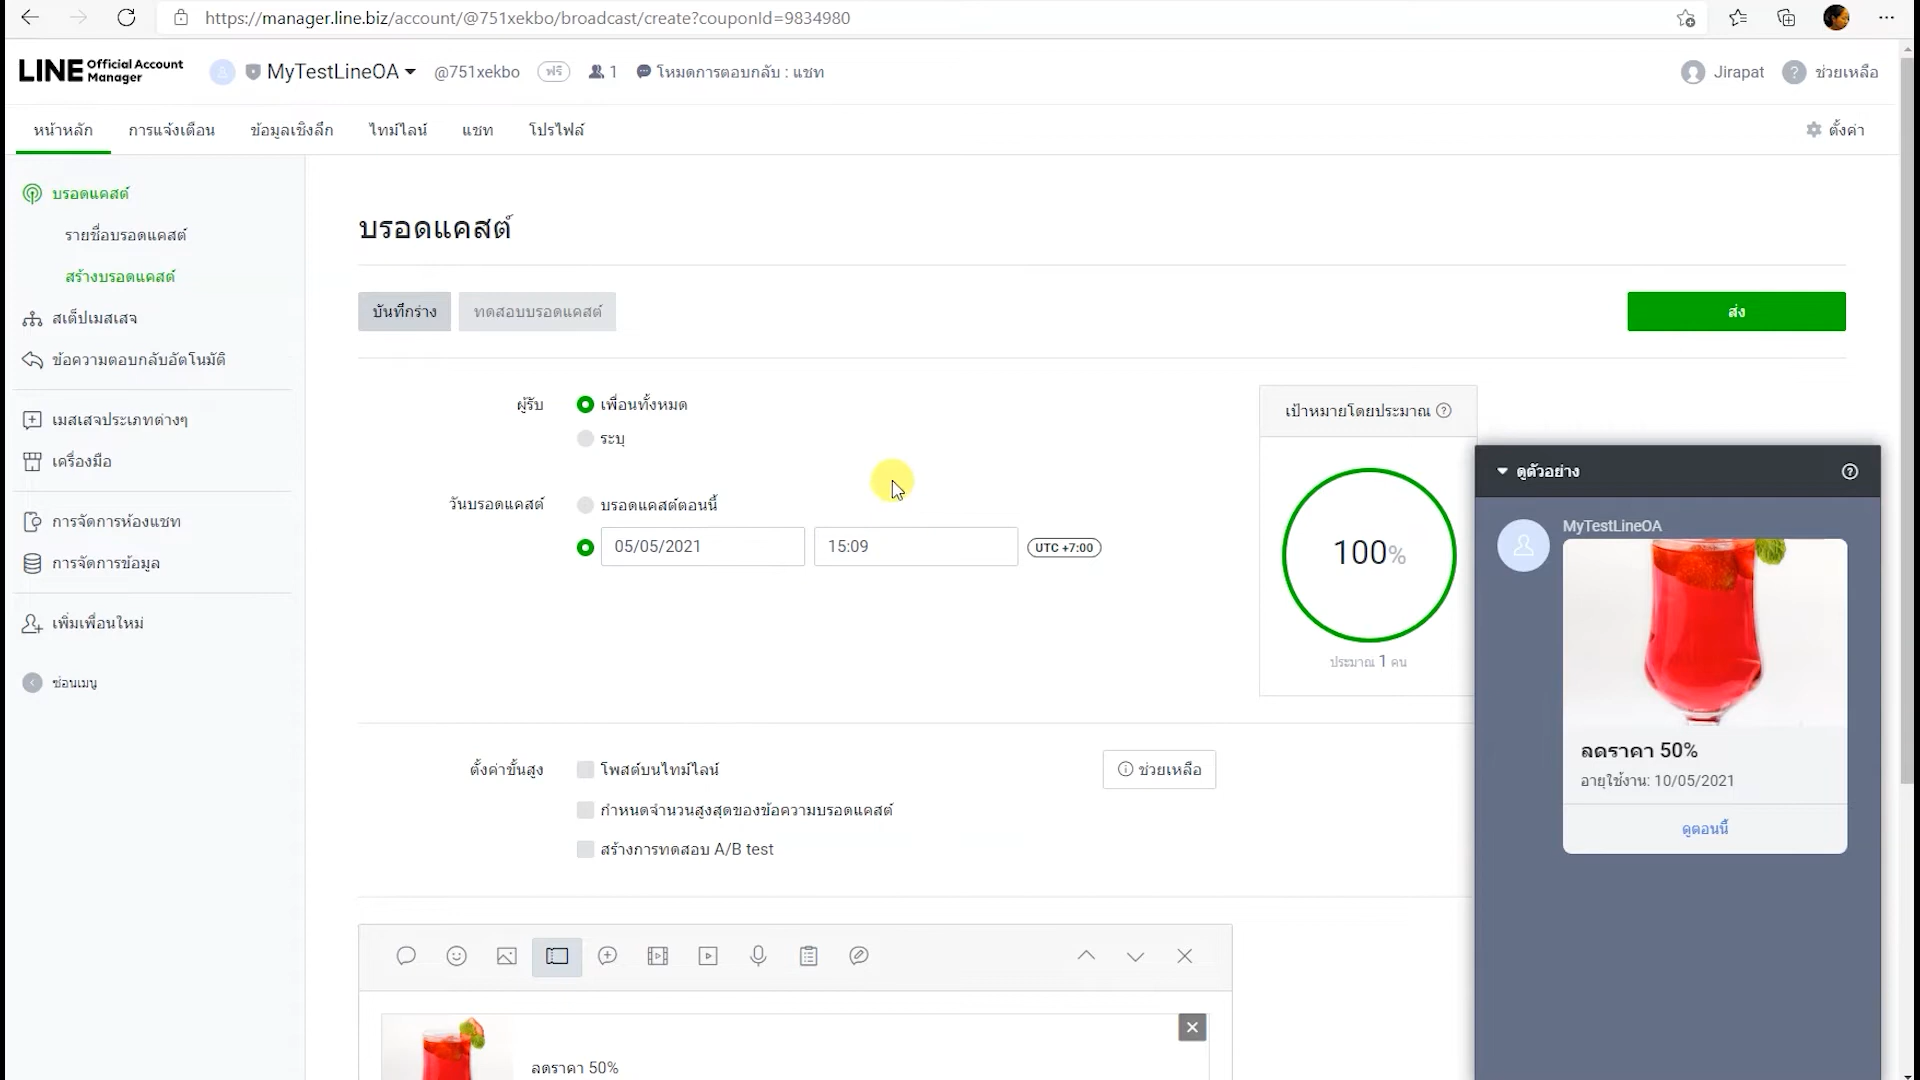 https://manager.line.biz/account/@751xekbo/broadcast/create?couponId=9834980
LINE Official Account Manager
MyTestLineOA
@751xekbo
ฟรี
1
โหมดการตอบกลับ : แชท
Jirapat
ช่วยเหลือ
หน้าหลัก
การแจ้งเตือน
ข้อมูลเชิงลึก
ไทม์ไลน์
แชท
โปรไฟล์
ตั้งค่า
บรอดแคสต์
รายชื่อบรอดแคสต์
สร้างบรอดแคสต์
สเต็ปเมสเสจ
ข้อความตอบกลับอัตโนมัติ
เมสเสจประเภทต่างๆ
เครื่องมือ
การจัดการห้องแชท
การจัดการข้อมูล
เพิ่มเพื่อนใหม่
ซ่อนเมนู
บรอดแคสต์
บันทึกร่าง
ทดสอบบรอดแคสต์
ส่ง
ผู้รับ
เพื่อนทั้งหมด
ระบุ
วันบรอดแคสต์
บรอดแคสต์ตอนนี้
05/05/2021
15:09
UTC +7:00
เป้าหมายโดยประมาณ
100%
ประมาณ 1 คน
ตั้งค่าขั้นสูง
โพสต์บนไทม์ไลน์
ช่วยเหลือ
กำหนดจำนวนสูงสุดของข้อความบรอดแคสต์
สร้างการทดสอบ A/B test
ลดราคา 50%
ดูตัวอย่าง
MyTestLineOA
ลดราคา 50%
อายุใช้งาน: 10/05/2021
ดูตอนนี้